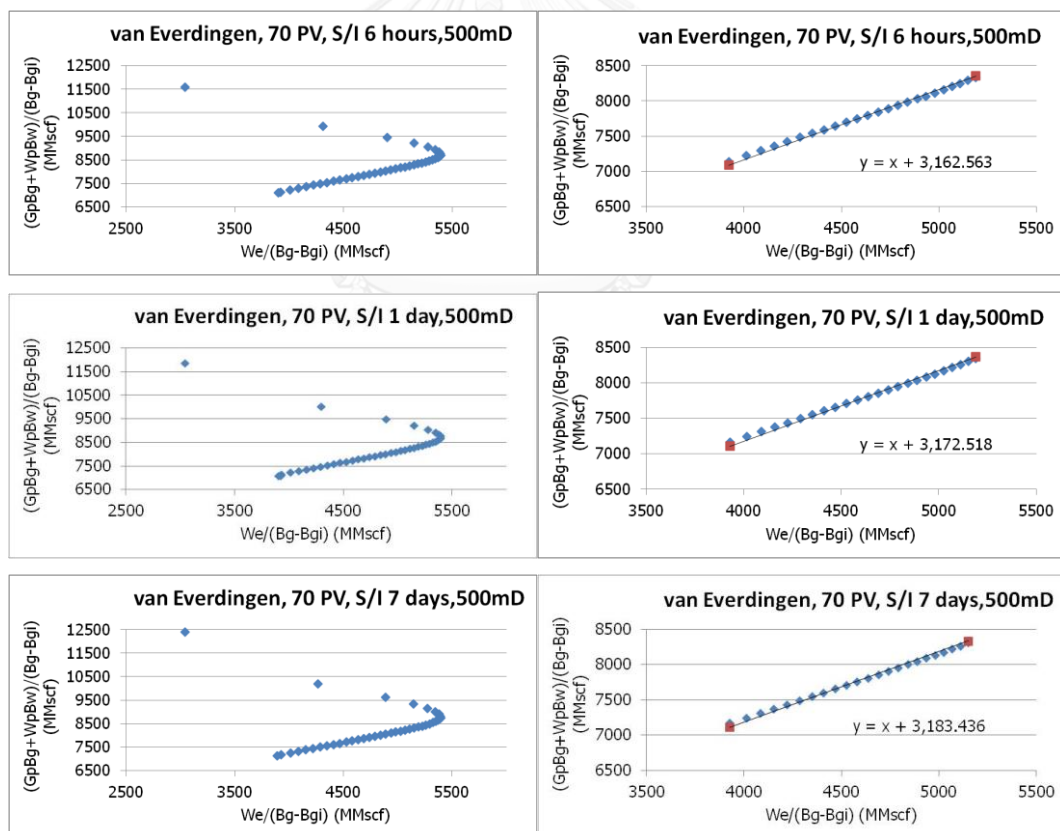 van Everdingen, 70 PV, S/I 6 hours,500mD
(GpBg+WpBw)/(Bg-Bgi)
(MMscf)
12500
11500
10500
9500
8500
7500
6500
2500
3500
4500
5500
We/(Bg-Bgi) (MMscf)
van Everdingen, 70 PV, S/I 6 hours,500mD
(GpBg+WpBw)/(Bg-Bgi)
(MMscf)
8500
8000
7500
7000
6500
y = x + 3,162.563
3500
4000
4500
5000
5500
We/(Bg-Bgi) (MMscf)
van Everdingen, 70 PV, S/I 1 day,500mD
(GpBg+WpBw)/(Bg-Bgi)
(MMscf)
12500
11500
10500
9500
8500
7500
6500
2500
3500
4500
5500
We/(Bg-Bgi) (MMscf)
van Everdingen, 70 PV, S/I 1 day,500mD
(GpBg+WpBw)/(Bg-Bgi)
(MMscf)
8500
8000
7500
7000
6500
y = x + 3,172.518
3500
4000
4500
5000
5500
We/(Bg-Bgi) (MMscf)
van Everdingen, 70 PV, S/I 7 days,500mD
(GpBg+WpBw)/(Bg-Bgi)
(MMscf)
12500
11500
10500
9500
8500
7500
6500
2500
3500
4500
5500
We/(Bg-Bgi) (MMscf)
van Everdingen, 70 PV, S/I 7 days,500mD
(GpBg+WpBw)/(Bg-Bgi)
(MMscf)
8500
8000
7500
7000
6500
y = x + 3,183.436
3500
4000
4500
5000
5500
We/(Bg-Bgi) (MMscf)